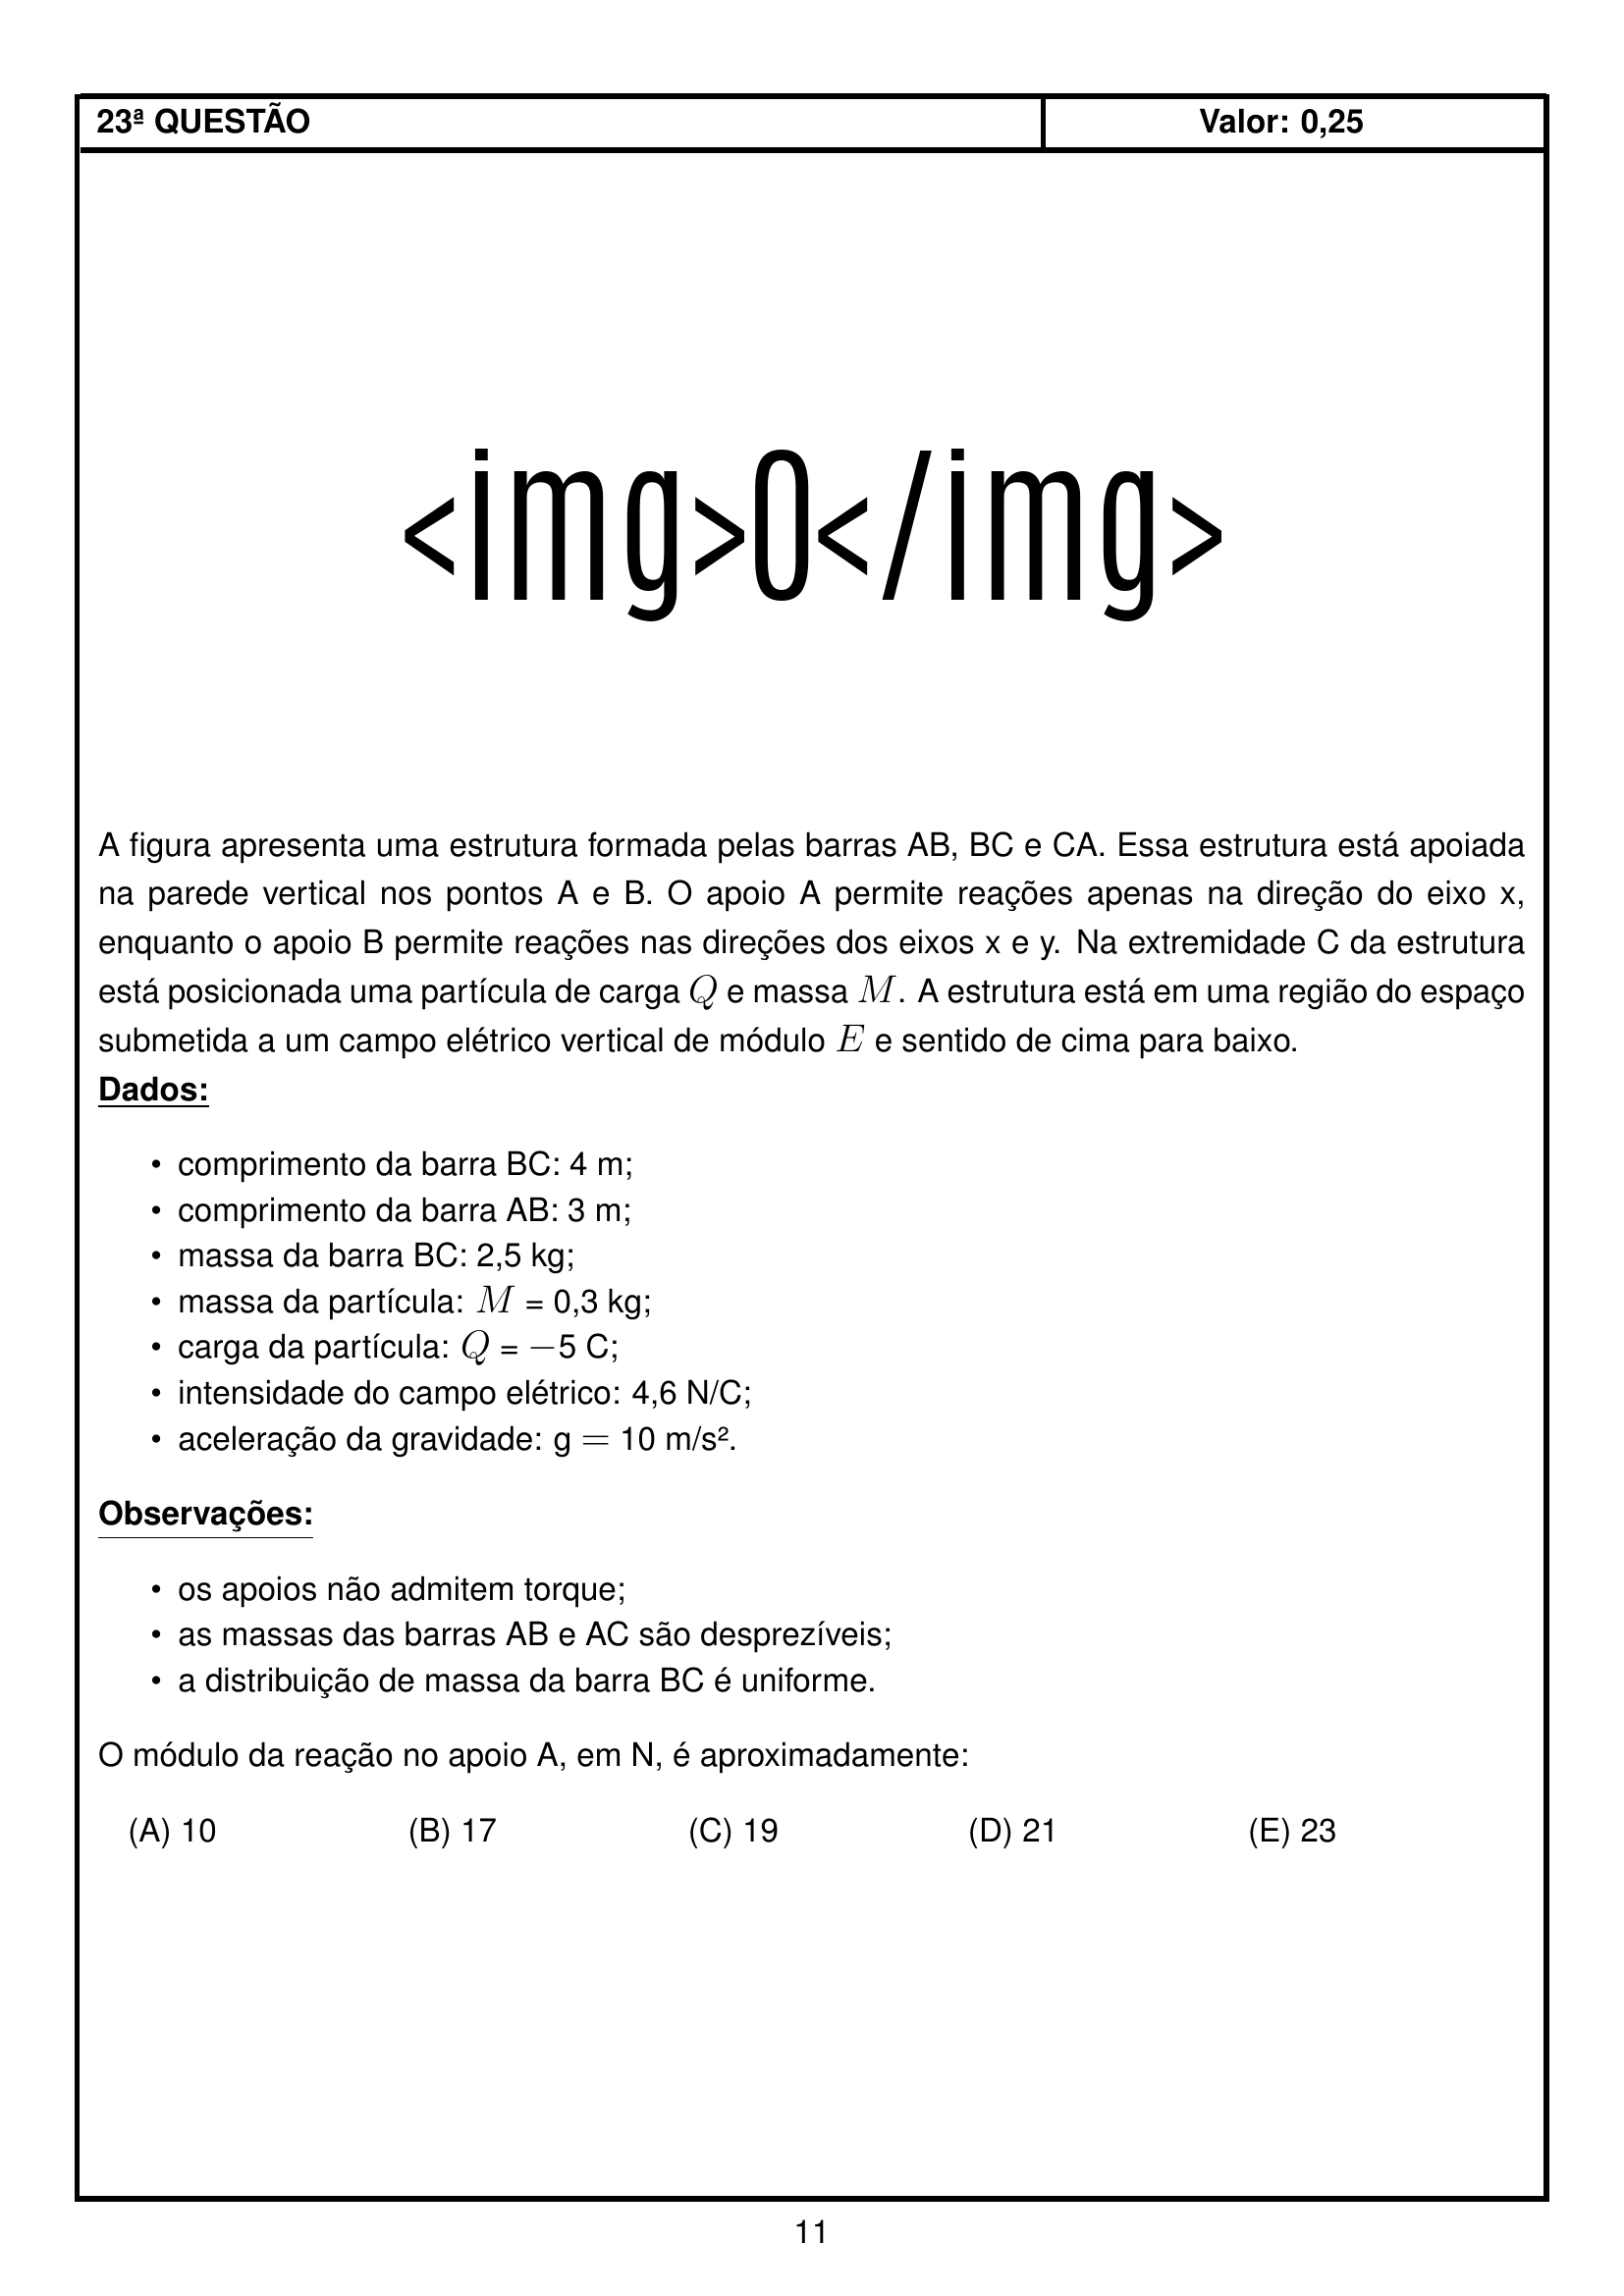 23ª QUESTÃO Valor: 0,25
<img>0</img>
A figura apresenta uma estrutura formada pelas barras AB, BC e CA. Essa estrutura está apoiada
na parede vertical nos pontos A e B. O apoio A permite reações apenas na direção do eixo x,
enquanto o apoio B permite reações nas direções dos eixos x e y. Na extremidade C da estrutura
está posicionada uma partícula de carga Q e massa M. A estrutura está em uma região do espaço
submetida a um campo elétrico vertical de módulo E e sentido de cima para baixo.
Dados:
• comprimento da barra BC: 4 m;
• comprimento da barra AB: 3 m;
• massa da barra BC: 2,5 kg;
• massa da partícula: M = 0,3 kg;
• carga da partícula: Q = −5 C;
• intensidade do campo elétrico: 4,6 N/C;
• aceleração da gravidade: g = 10 m/s².
Observações:
• os apoios não admitem torque;
• as massas das barras AB e AC são desprezíveis;
• a distribuição de massa da barra BC é uniforme.
O módulo da reação no apoio A, em N, é aproximadamente:
(A) 10 (B) 17 (C) 19 (D) 21 (E) 23
11